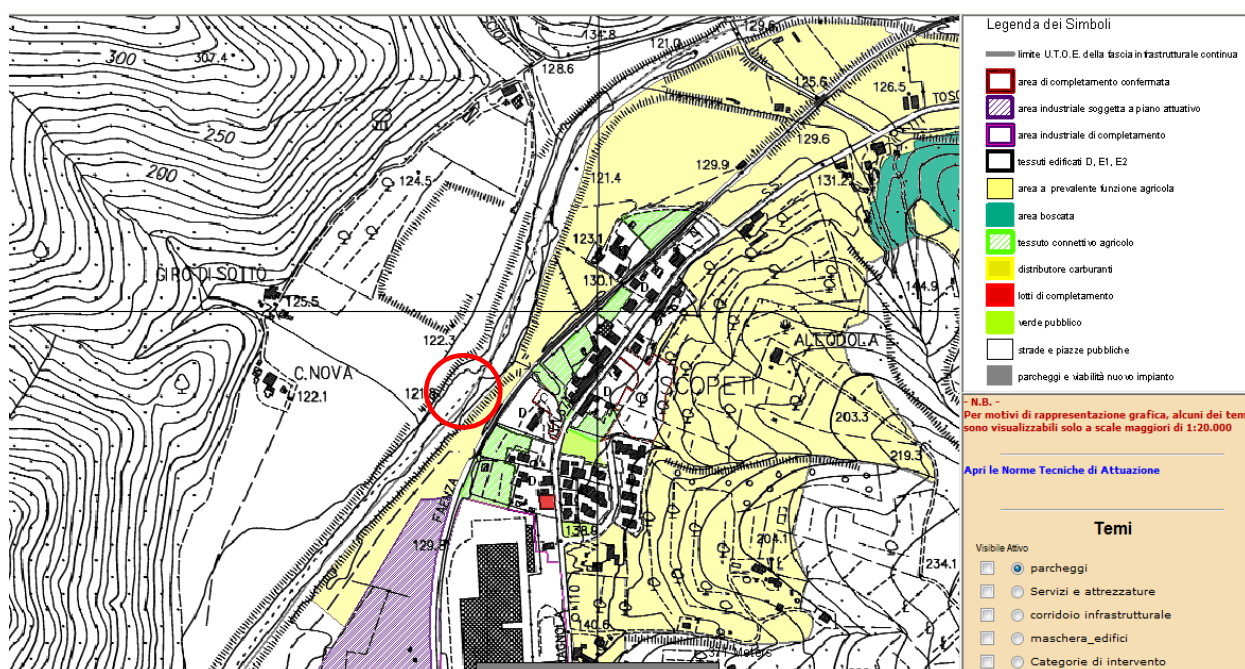 134.8
129.6
121.0
300
307.4
128.6
125.6
126.5
TOSC
250
129.6
129.9
200
124.5
121.4
131.2
123.1
GIRO DI SOTTO
130.1
D
144.9
125.5
D
122.3
ALLODOLA
C.NOVA
SCOPETI
122.1
121.8
D
203.3
219.3
D
FAENZA
138.6
129.8
204.1
234.1
140.6
371 Meters
Legenda dei Simboli
limite U.T.O.E. della fascia infrastrutturale continua
area di completamento confermata
area industriale soggetta a piano attuativo
area industriale di completamento
tessuti edificati D, E1, E2
area a prevalente funzione agricola
area boscata
tessuto connettivo agricolo
distributore carburanti
lotti di completamento
verde pubblico
strade e piazze pubbliche
parcheggi e viabilità nuovo impianto
- N.B. -
Per motivi di rappresentazione grafica, alcuni dei tem
sono visualizzabili solo a scale maggiori di 1:20.000
Apri le Norme Tecniche di Attuazione
Temi
Visibile Attivo
parcheggi
Servizi e attrezzature
corridoio infrastrutturale
maschera_edifici
Categorie di intervento